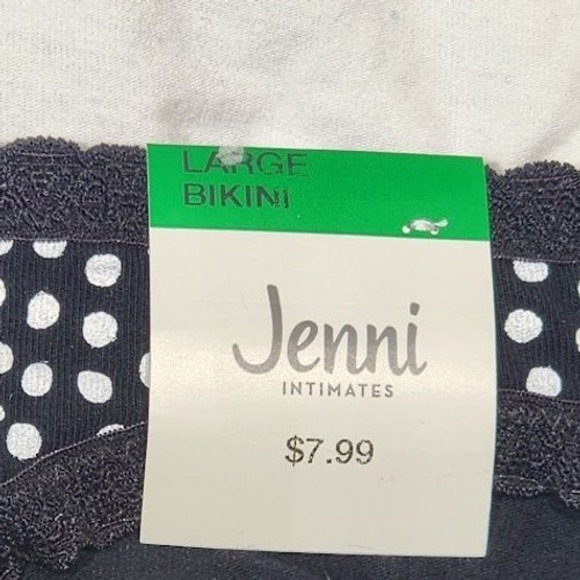 LARGE
BIKINI
Jenni
INTIMATES
$7.99